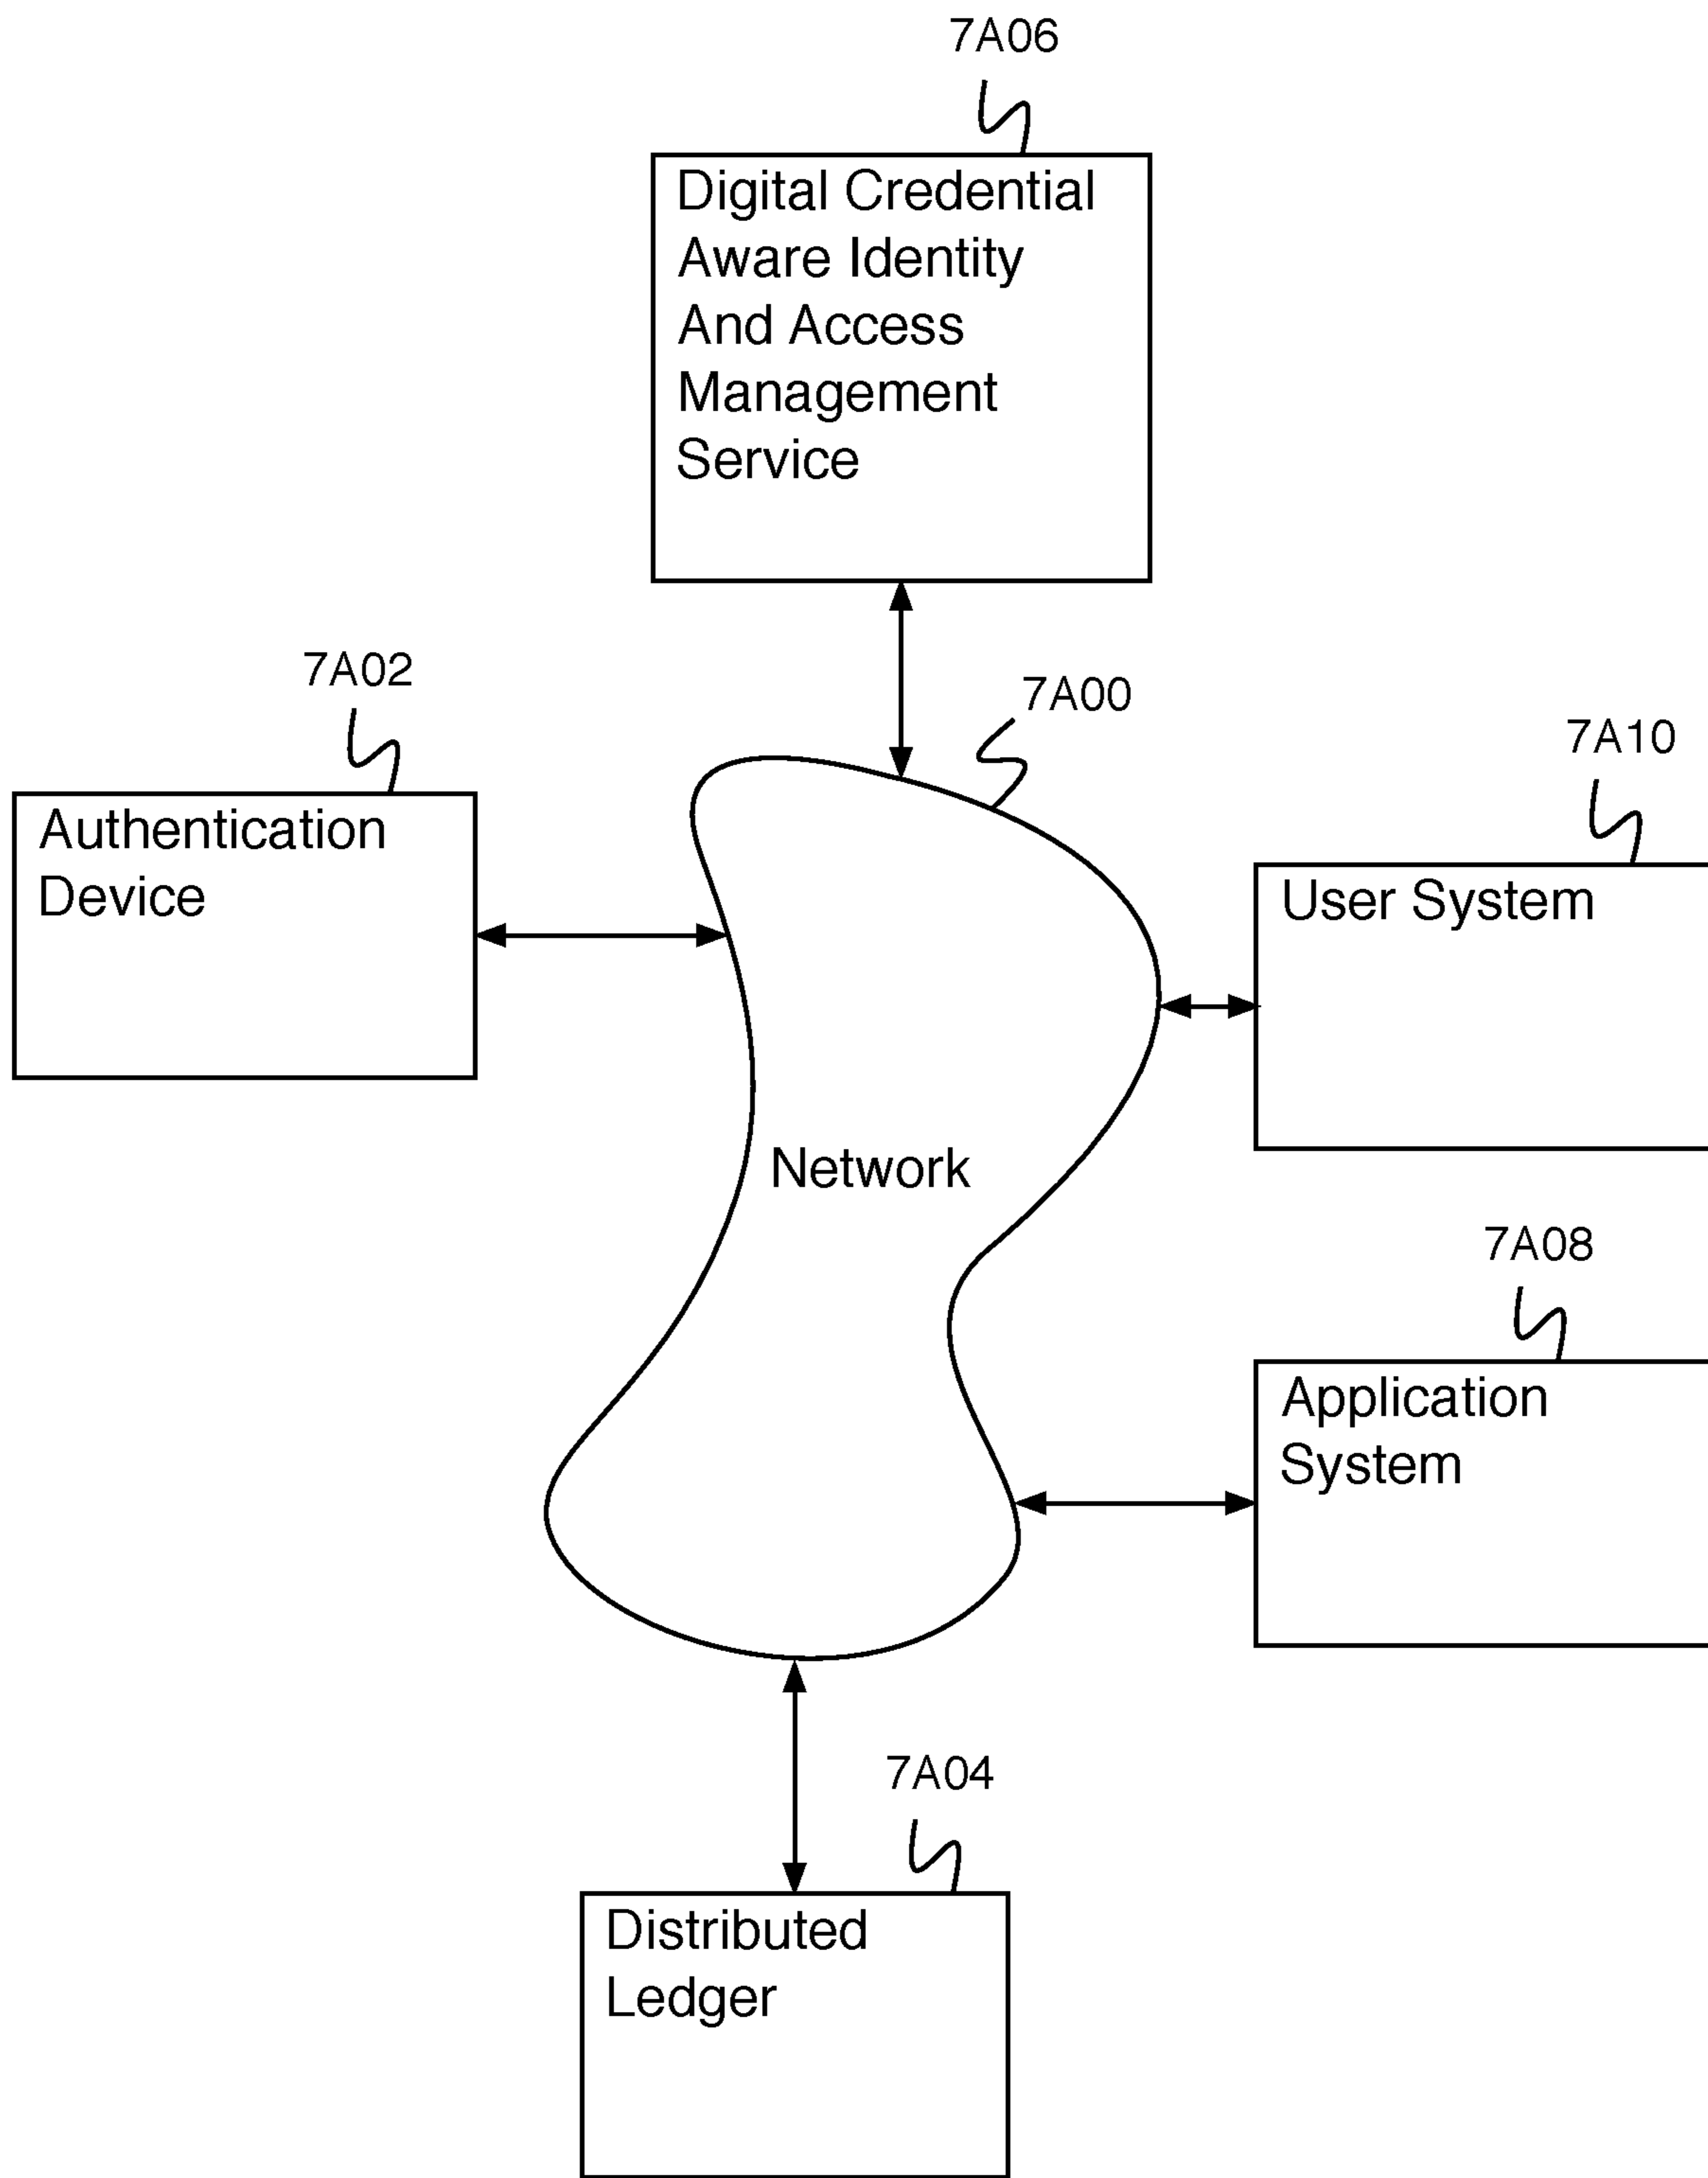 7A06
Digital Credential
Aware Identity
And Access
Management
Service
7A02
7A00
7A10
Authentication
Device
User System
Network
7A08
Application
System
7A04
Distributed
Ledger